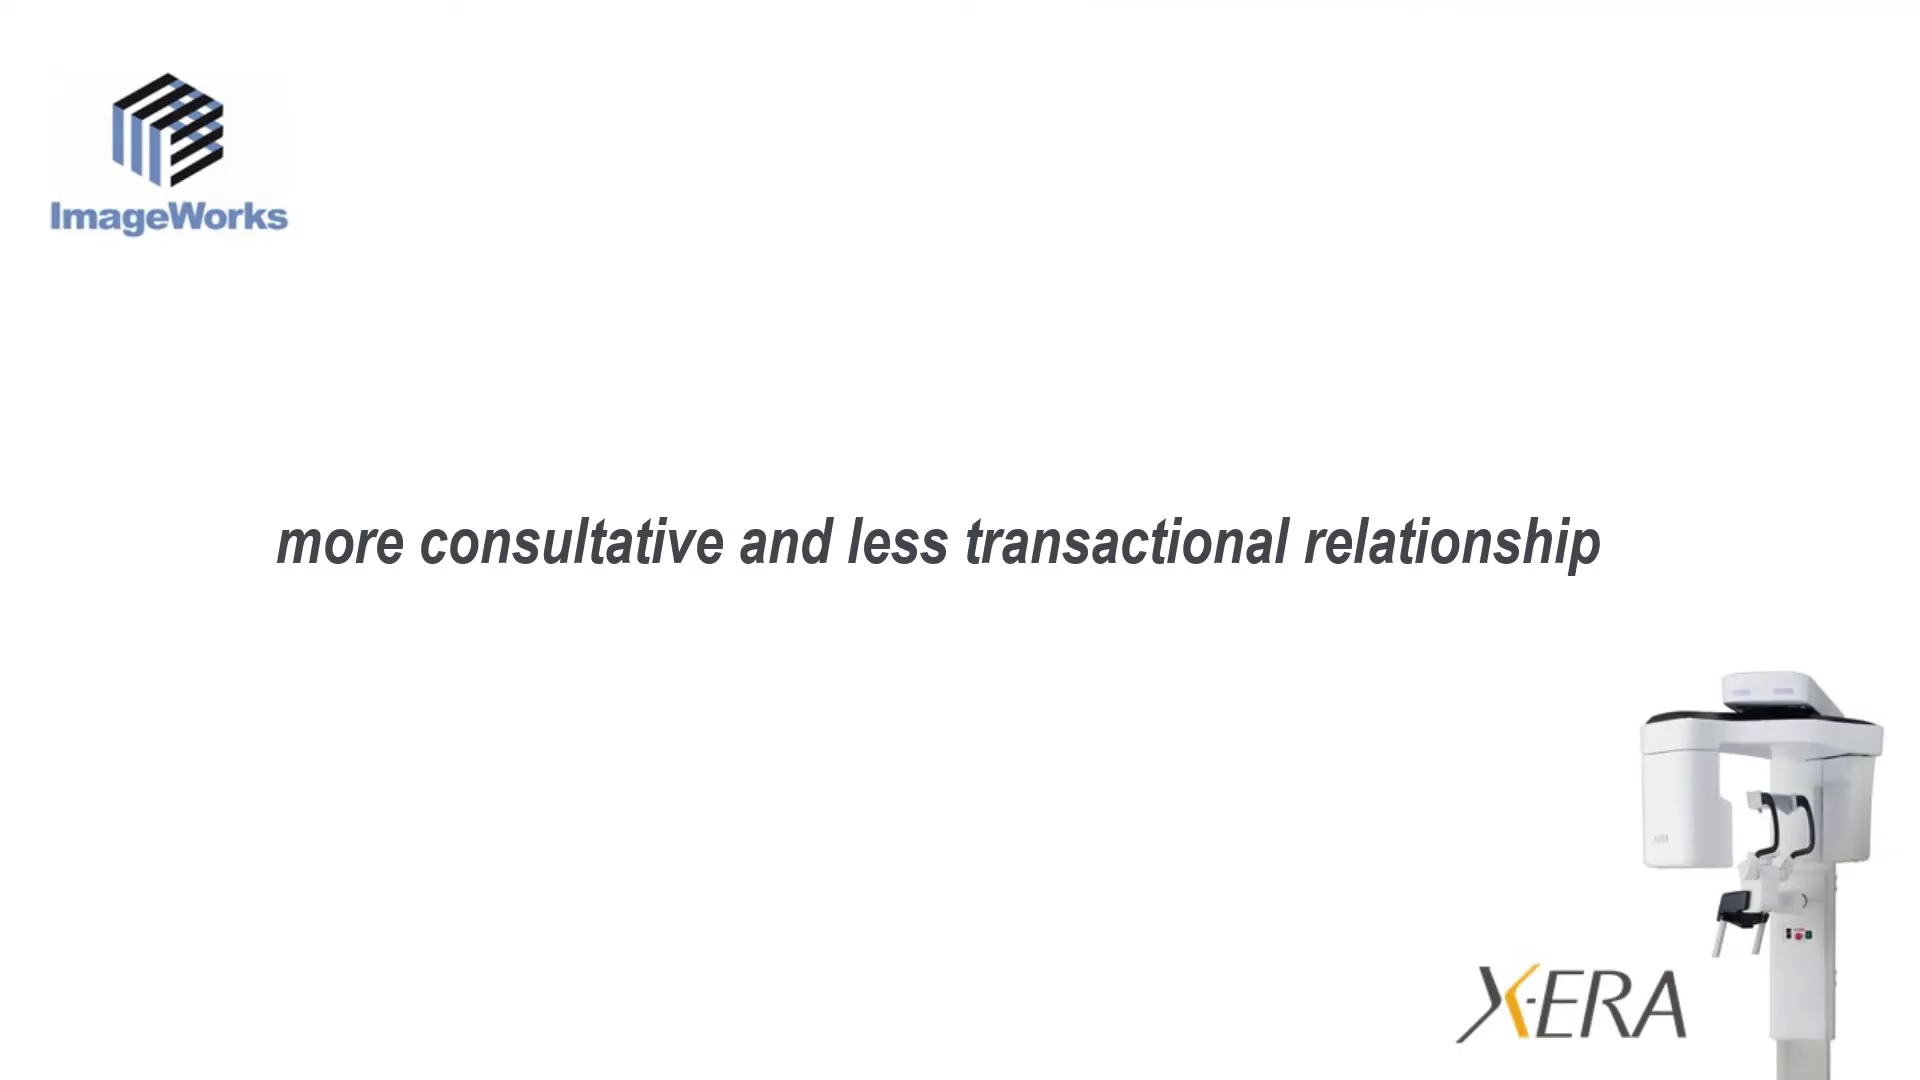 ImageWorks
more consultative and less transactional relationship
X-ERA